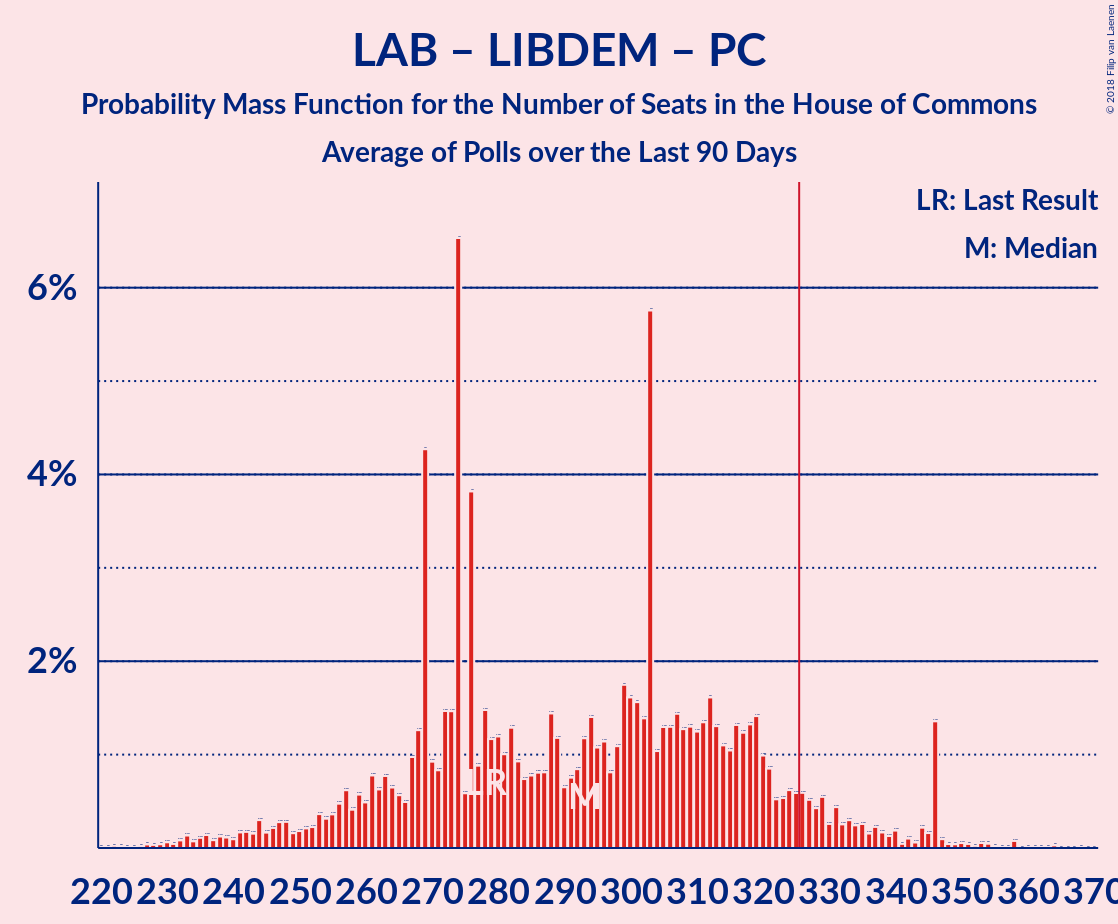 LAB – LIBDEM – PC
Probability Mass Function for the Number of Seats in the House of Commons
Average of Polls over the Last 90 Days
© 2018 Filip van Laenen
LR: Last Result
M: Median
6%
4%
2%
LR
M
220 230 240 250 260 270 280 290 300 310 320 330 340 350 360 370